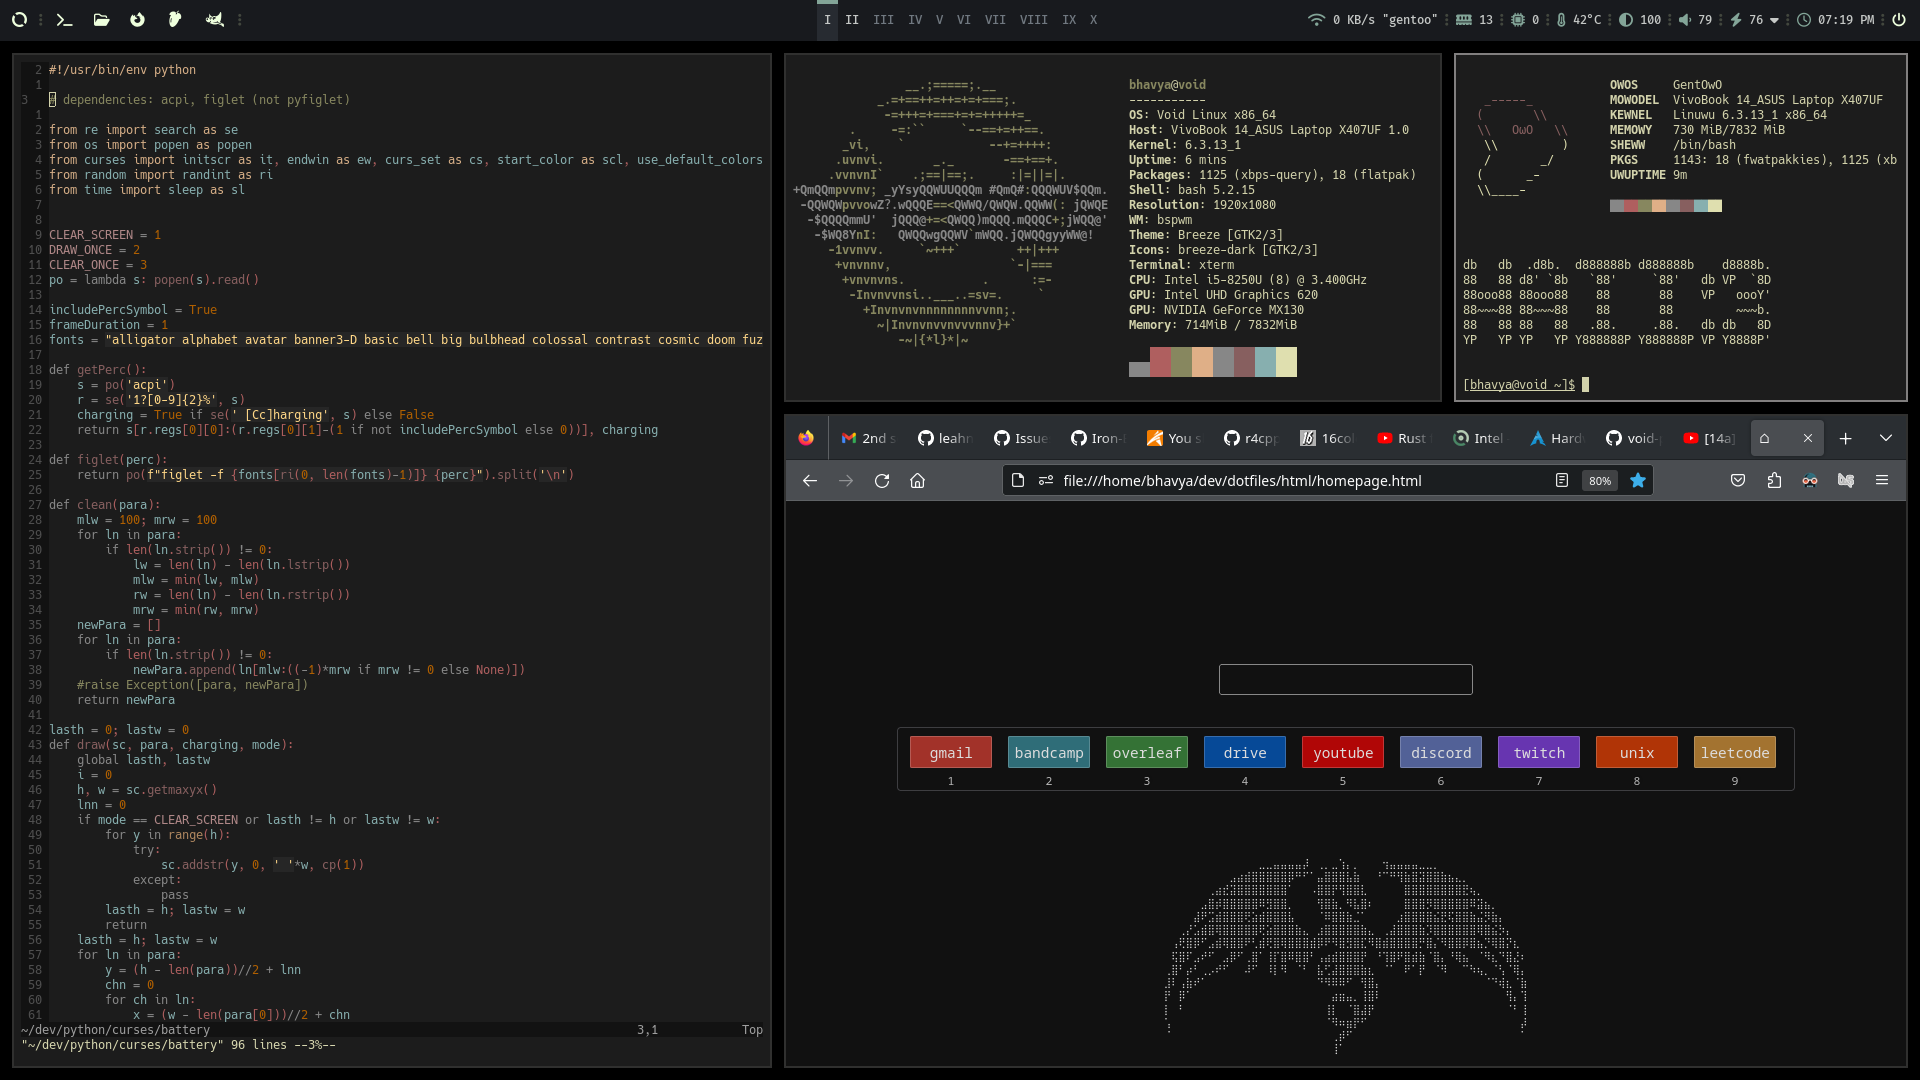 I II III IV V VI VII VIII IX X
0 KB/s "gentoo" 13 0 42°C 100 79 76 07:19 PM
2 #!/usr/bin/env python
1
3 # dependencies: acpi, figlet (not pyfiglet)
1
2 from re import search as se
3 from os import popen as popen
4 from curses import initscr as it, endwin as ew, curs_set as cs, start_color as scl, use_default_colors
5 from random import randint as ri
6 from time import sleep as sl
7
8
9 CLEAR_SCREEN = 1
10 DRAW_ONCE = 2
11 CLEAR_ONCE = 3
12 po = lambda s: popen(s).read()
13
14 includePercSymbol = True
15 frameDuration = 1
16 fonts = "alligator alphabet avatar banner3-D basic bell big bulbhead colossal contrast cosmic doom fuz
17
18 def getPerc():
19     s = po('acpi')
20     r = se('1?[0-9]{2}%', s)
21     charging = True if se(' [Cc]harging', s) else False
22     return s[r.regs[0][0]:(r.regs[0][1]-(1 if not includePercSymbol else 0))], charging
23
24 def figlet(perc):
25     return po(f"figlet -f {fonts[ri(0, len(fonts)-1)]} {perc}").split('\n')
26
27 def clean(para):
28     mlw = 100; mrw = 100
29     for ln in para:
30         if len(ln.strip()) != 0:
31             lw = len(ln) - len(ln.lstrip())
32             mlw = min(lw, mlw)
33             rw = len(ln) - len(ln.rstrip())
34             mrw = min(rw, mrw)
35     newPara = []
36     for ln in para:
37         if len(ln.strip()) != 0:
38             newPara.append(ln[mlw:((-1)*mrw if mrw != 0 else None)])
39     #raise Exception([para, newPara])
40     return newPara
41
42 lasth = 0; lastw = 0
43 def draw(sc, para, charging, mode):
44     global lasth, lastw
45     i = 0
46     h, w = sc.getmaxyx()
47     lnn = 0
48     if mode == CLEAR_SCREEN or lasth != h or lastw != w:
49         for y in range(h):
50             try:
51                 sc.addstr(y, 0, ' '*w, cp(1))
52             except:
53                 pass
54         lasth = h; lastw = w
55         return
56     lasth = h; lastw = w
57     for ln in para:
58         y = (h - len(para))//2 + lnn
59         chn = 0
60         for ch in ln:
61             x = (w - len(para[0]))//2 + chn
~/dev/python/curses/battery 3,1 Top
"~/dev/python/curses/battery" 96 lines --3%--
bhavya@void
-----------
OS: Void Linux x86_64
Host: VivoBook 14_ASUS Laptop X407UF 1.0
Kernel: 6.3.13_1
Uptime: 6 mins
Packages: 1125 (xbps-query), 18 (flatpak)
Shell: bash 5.2.15
Resolution: 1920x1080
WM: bspwm
Theme: Breeze [GTK2/3]
Icons: breeze-dark [GTK2/3]
Terminal: xterm
CPU: Intel i5-8250U (8) @ 3.400GHz
GPU: Intel UHD Graphics 620
GPU: NVIDIA GeForce MX130
Memory: 714MiB / 7832MiB
OWOS GentOwO
MOWODEL VivoBook 14_ASUS Laptop X407UF
KEWNEL Linuwu 6.3.13_1 x86_64
MEMOWY 730 MiB/7832 MiB
SHEWW /bin/bash
PKGS 1143: 18 (fwatpakkies), 1125 (xb
UWUPTIME 9m
OwO
[bhavya@void ~]$
2nd s leahn Issue Iron- You s r4cpp 16col Rust Intel Hard void- [14a]
file:///home/bhavya/dev/dotfiles/html/homepage.html 80%
gmail bandcamp overleaf drive youtube discord twitch unix leetcode
1 2 3 4 5 6 7 8 9